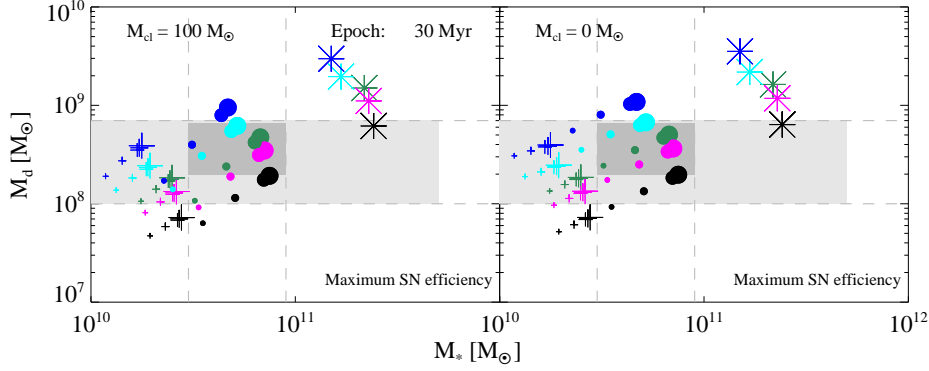 M_cl = 100 M_⊙ Epoch: 30 Myr
M_cl = 0 M_⊙
10^10
10^9
10^8
10^7
M_d [M_⊙]
Maximum SN efficiency
Maximum SN efficiency
10^10 10^11 10^10 10^11 10^12
M_* [M_⊙]